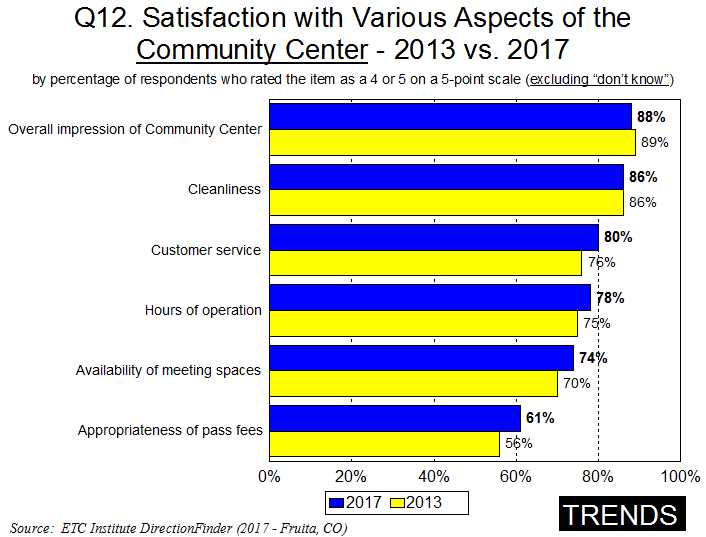 Q12. Satisfaction with Various Aspects of the
Community Center - 2013 vs. 2017
by percentage of respondents who rated the item as a 4 or 5 on a 5-point scale (excluding “don’t know”)
Overall impression of Community Center
88%
89%
Cleanliness
86%
86%
Customer service
80%
76%
Hours of operation
78%
75%
Availability of meeting spaces
74%
70%
Appropriateness of pass fees
61%
56%
0% 20% 40% 60% 80% 100%
2017 2013
TRENDS
Source: ETC Institute DirectionFinder (2017 - Fruita, CO)